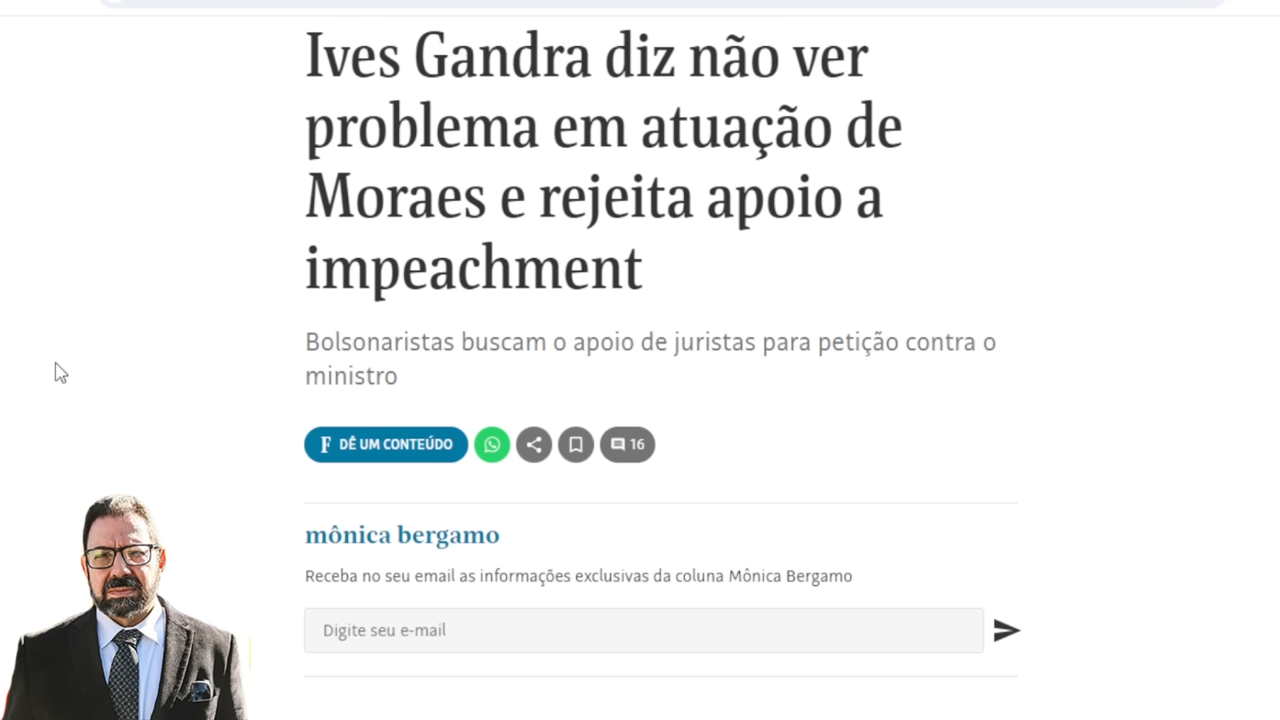 Ives Gandra diz não ver
problema em atuação de
Moraes e rejeita apoio a
impeachment
Bolsonaristas buscam o apoio de juristas para petição contra o
ministro
F DÊ UM CONTEÚDO 16
mônica bergamo
Receba no seu email as informações exclusivas da coluna Mônica Bergamo
Digite seu e-mail